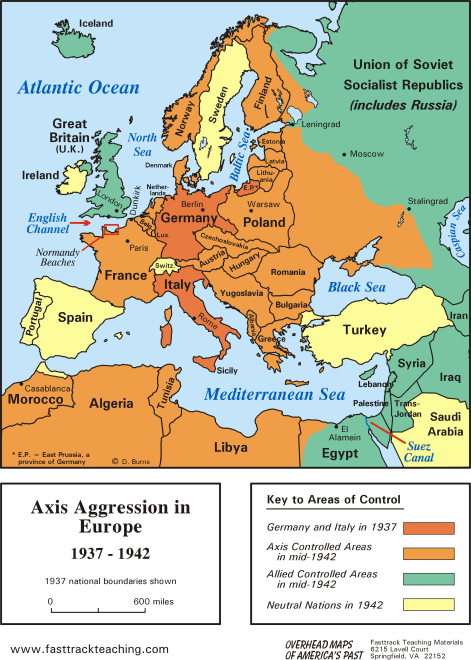 Iceland
Atlantic Ocean
Union of Soviet
Socialist Republics
(includes Russia)
Norway
Sweden
Finland
Great
Britain
(U.K.)
North
Sea
Baltic Sea
Leningrad
Estonia
Latvia
Lithu-
ania
Moscow
Ireland
Denmark
E.P.*
London
Dunkirk
Nether-
lands
Berlin
Warsaw
Stalingrad
English
Channel
Germany
Poland
Bel.
Lux.
Caspian Sea
Normandy
Beaches
Paris
Czechoslovakia
France
Switz.
Austria
Hungary
Romania
Italy
Yugoslavia
Black Sea
Portugal
Spain
Bulgaria
Rome
Albania
Greece
Turkey
Iran
Sicily
Syria
Iraq
Lebanon
Casablanca
Morocco
Algeria
Tunisia
Mediterranean Sea
Palestine
Trans-
Jordan
Saudi
Arabia
El
Alamein
Libya
Egypt
Suez
Canal
* E.P. – East Prussia, a
province of Germany
© D. Burns
Axis Aggression in
Europe
1937 - 1942
1937 national boundaries shown
0 600 miles
Key to Areas of Control
Germany and Italy in 1937
Axis Controlled Areas
in mid-1942
Allied Controlled Areas
in mid-1942
Neutral Nations in 1942
www.fasttrackteaching.com
OVERHEAD MAPS
OF AMERICA'S PAST
Fasttrack Teaching Materials
6215 Lavell Court
Springfield, VA 22152